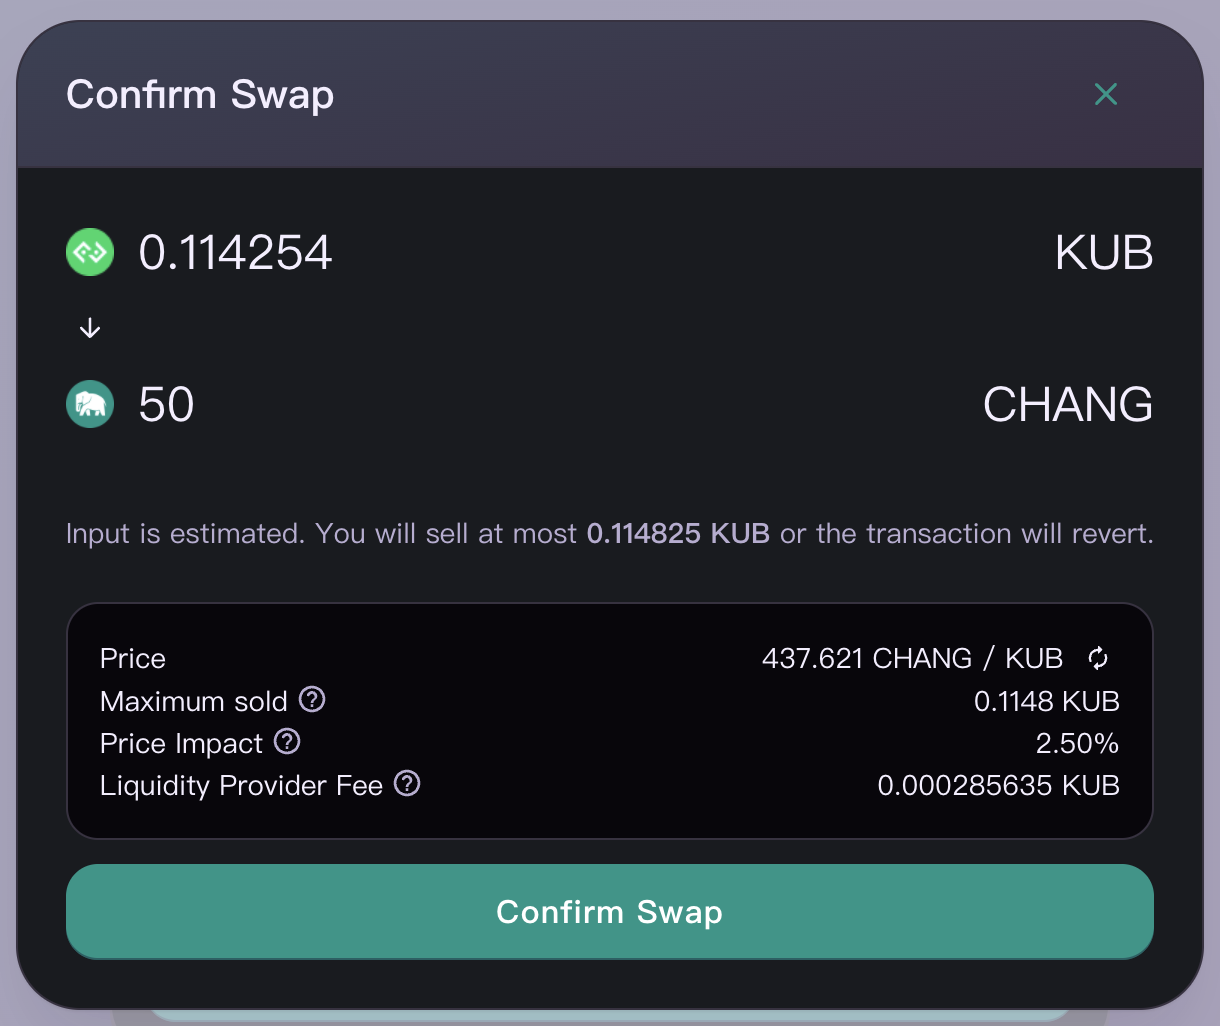 Confirm Swap
0.114254 KUB
50 CHANG
Input is estimated. You will sell at most 0.114825 KUB or the transaction will revert.
Price 437.621 CHANG / KUB
Maximum sold 0.1148 KUB
Price Impact 2.50%
Liquidity Provider Fee 0.000285635 KUB
Confirm Swap